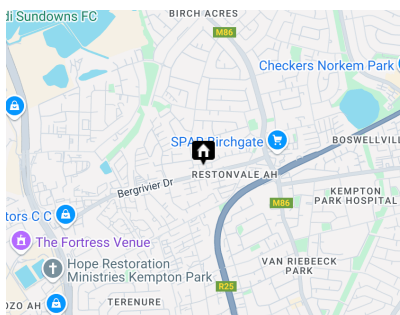 di Sundowns FC
BIRCH ACRES
M86
Checkers Norkem Park
SPAR Birchgate
BOSWELLVIL
RESTONVALE AH
Bergrivier Dr
KEMPTON
PARK HOSPITAL
M86
tors C C
The Fortress Venue
Hope Restoration
Ministries Kempton Park
VAN RIEBEECK
PARK
R25
OZO AH
TERENURE